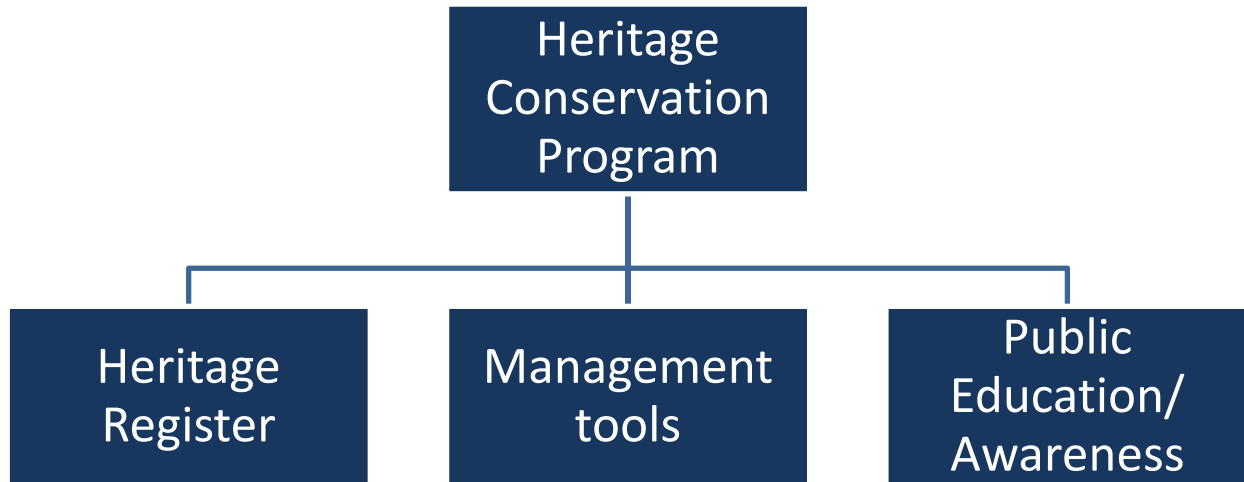 Heritage
Conservation
Program
Heritage
Register
Management
tools
Public
Education/
Awareness